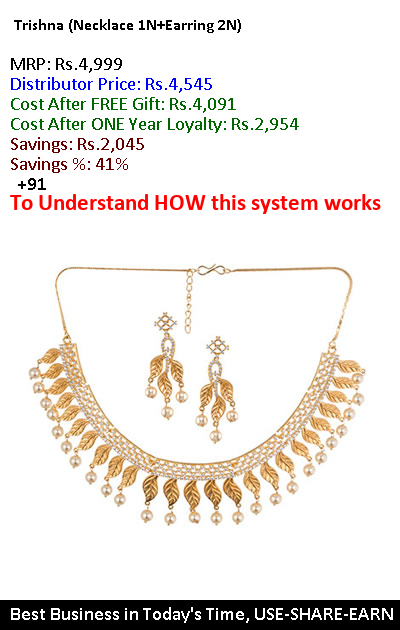 Trishna (Necklace 1N+Earring 2N)
MRP: Rs.4,999
Distributor Price: Rs.4,545
Cost After FREE Gift: Rs.4,091
Cost After ONE Year Loyalty: Rs.2,954
Savings: Rs.2,045
Savings %: 41%
+91
To Understand HOW this system works
Best Business in Today's Time, USE-SHARE-EARN